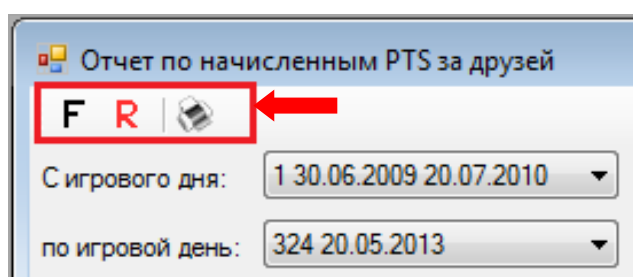 Отчет по начисленным PTS за друзей
F R
С игрового дня: 1 30.06.2009 20.07.2010
по игровой день: 324 20.05.2013